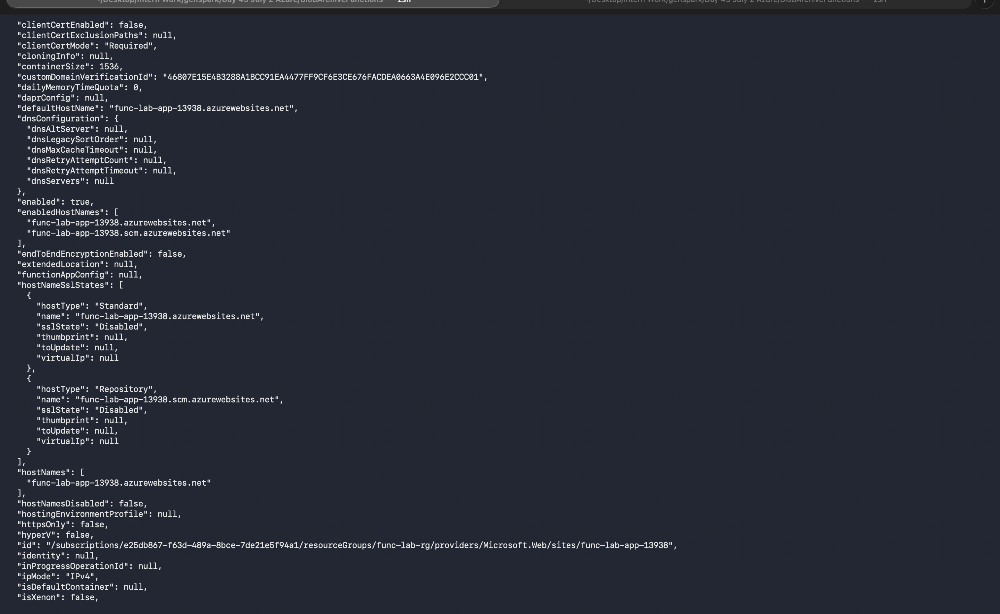 ~/Desktop/Intern Work/genspark/Day 43 July 2 Azure/BlobArchiveFunctions — -zsh
~/Desktop/Intern Work/genspark/Day 43 July 2 Azure/BlobArchiveFunctions — -zsh
"clientCertEnabled": false,
"clientCertExclusionPaths": null,
"clientCertMode": "Required",
"cloningInfo": null,
"containerSize": 1536,
"customDomainVerificationId": "46807E15E4B3288A1BCC91EA4477FF9CF6E3CE676FACDEA0663A4E096E2CCC01",
"dailyMemoryTimeQuota": 0,
"daprConfig": null,
"defaultHostName": "func-lab-app-13938.azurewebsites.net",
"dnsConfiguration": {
"dnsAltServer": null,
"dnsLegacySortOrder": null,
"dnsMaxCacheTimeout": null,
"dnsRetryAttemptCount": null,
"dnsRetryAttemptTimeout": null,
"dnsServers": null
},
"enabled": true,
"enabledHostNames": [
"func-lab-app-13938.azurewebsites.net",
"func-lab-app-13938.scm.azurewebsites.net"
],
"endToEndEncryptionEnabled": false,
"extendedLocation": null,
"functionAppConfig": null,
"hostNameSslStates": [
{
"hostType": "Standard",
"name": "func-lab-app-13938.azurewebsites.net",
"sslState": "Disabled",
"thumbprint": null,
"toUpdate": null,
"virtualIp": null
},
{
"hostType": "Repository",
"name": "func-lab-app-13938.scm.azurewebsites.net",
"sslState": "Disabled",
"thumbprint": null,
"toUpdate": null,
"virtualIp": null
}
],
"hostNames": [
"func-lab-app-13938.azurewebsites.net"
],
"hostNamesDisabled": false,
"hostingEnvironmentProfile": null,
"httpsOnly": false,
"hyperV": false,
"id": "/subscriptions/e25db867-f63d-489a-8bce-7de21e5f94a1/resourceGroups/func-lab-rg/providers/Microsoft.Web/sites/func-lab-app-13938",
"identity": null,
"inProgressOperationId": null,
"ipMode": "IPv4",
"isDefaultContainer": null,
"isXenon": false,